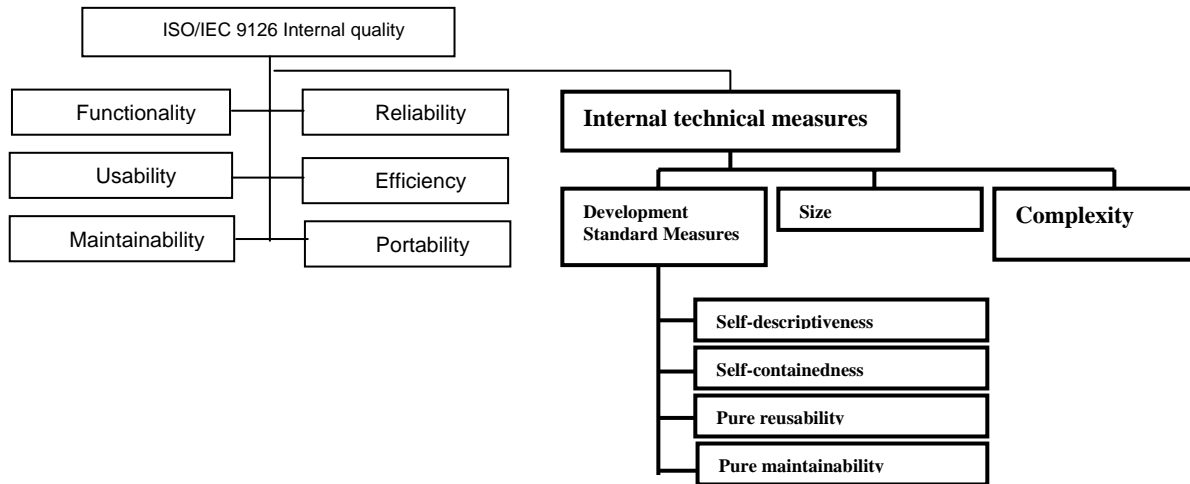 ISO/IEC 9126 Internal quality
Functionality
Reliability
Usability
Efficiency
Maintainability
Portability
Internal technical measures
Development
Standard Measures
Size
Complexity
Self-descriptiveness
Self-containedness
Pure reusability
Pure maintainability